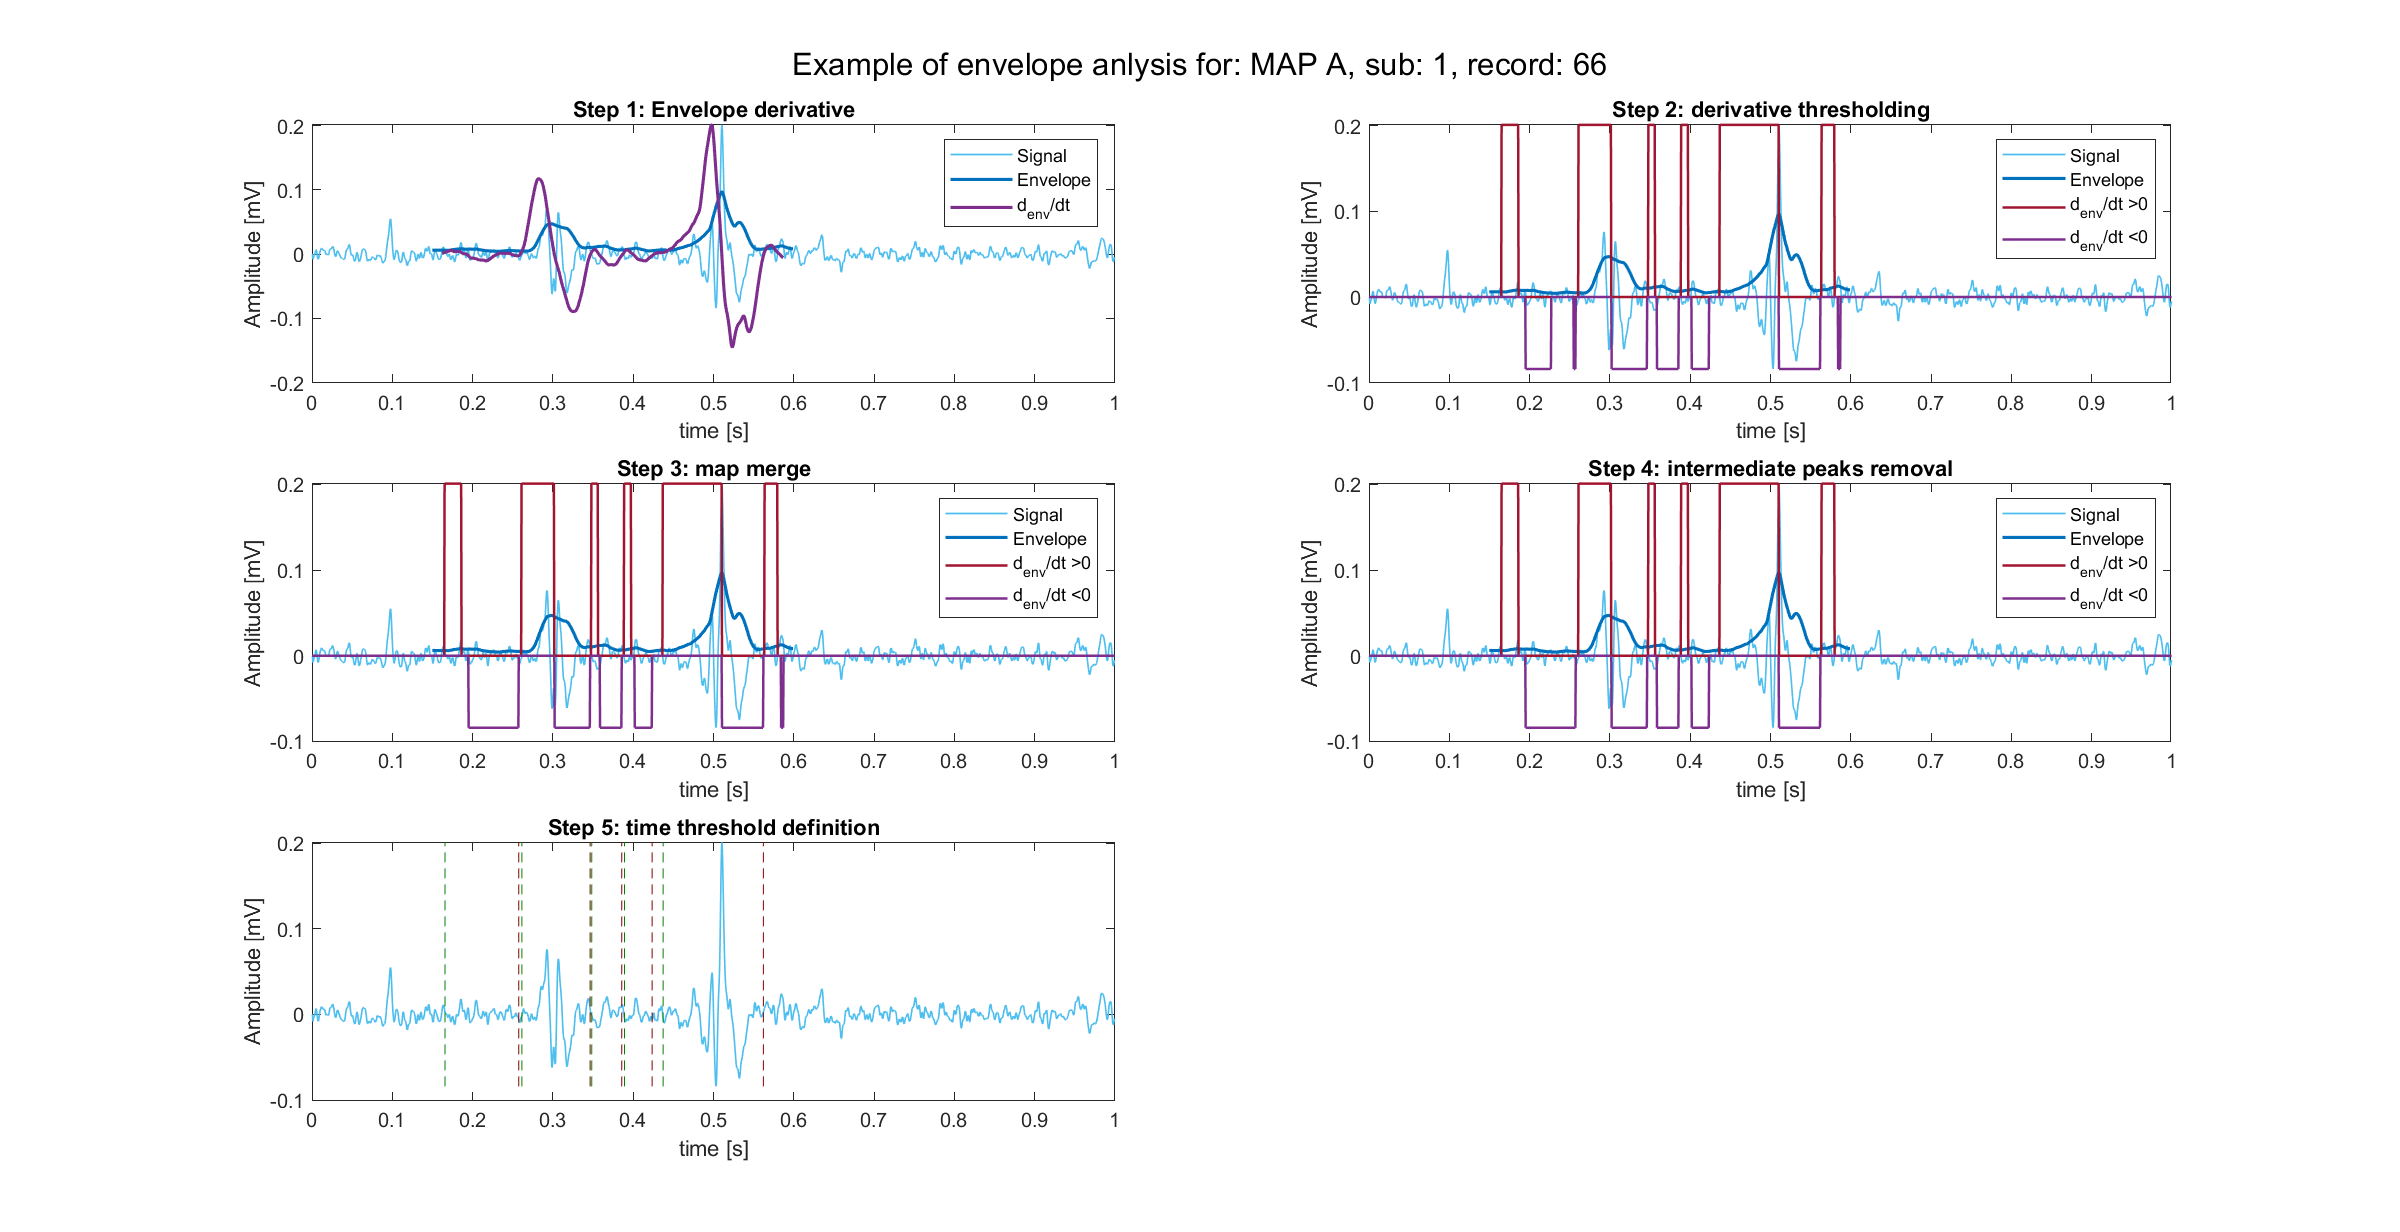 Example of envelope anlysis for: MAP A, sub: 1, record: 66
Step 1: Envelope derivative
Amplitude [mV]
0.2
0.1
0
-0.1
-0.2
0 0.1 0.2 0.3 0.4 0.5 0.6 0.7 0.8 0.9 1
time [s]
Signal
Envelope
d_env/dt
Step 2: derivative thresholding
Amplitude [mV]
0.2
0.1
0
-0.1
0 0.1 0.2 0.3 0.4 0.5 0.6 0.7 0.8 0.9 1
time [s]
Signal
Envelope
d_env/dt >0
d_env/dt <0
Step 3: map merge
Amplitude [mV]
0.2
0.1
0
-0.1
0 0.1 0.2 0.3 0.4 0.5 0.6 0.7 0.8 0.9 1
time [s]
Signal
Envelope
d_env/dt >0
d_env/dt <0
Step 4: intermediate peaks removal
Amplitude [mV]
0.2
0.1
0
-0.1
0 0.1 0.2 0.3 0.4 0.5 0.6 0.7 0.8 0.9 1
time [s]
Signal
Envelope
d_env/dt >0
d_env/dt <0
Step 5: time threshold definition
Amplitude [mV]
0.2
0.1
0
-0.1
0 0.1 0.2 0.3 0.4 0.5 0.6 0.7 0.8 0.9 1
time [s]